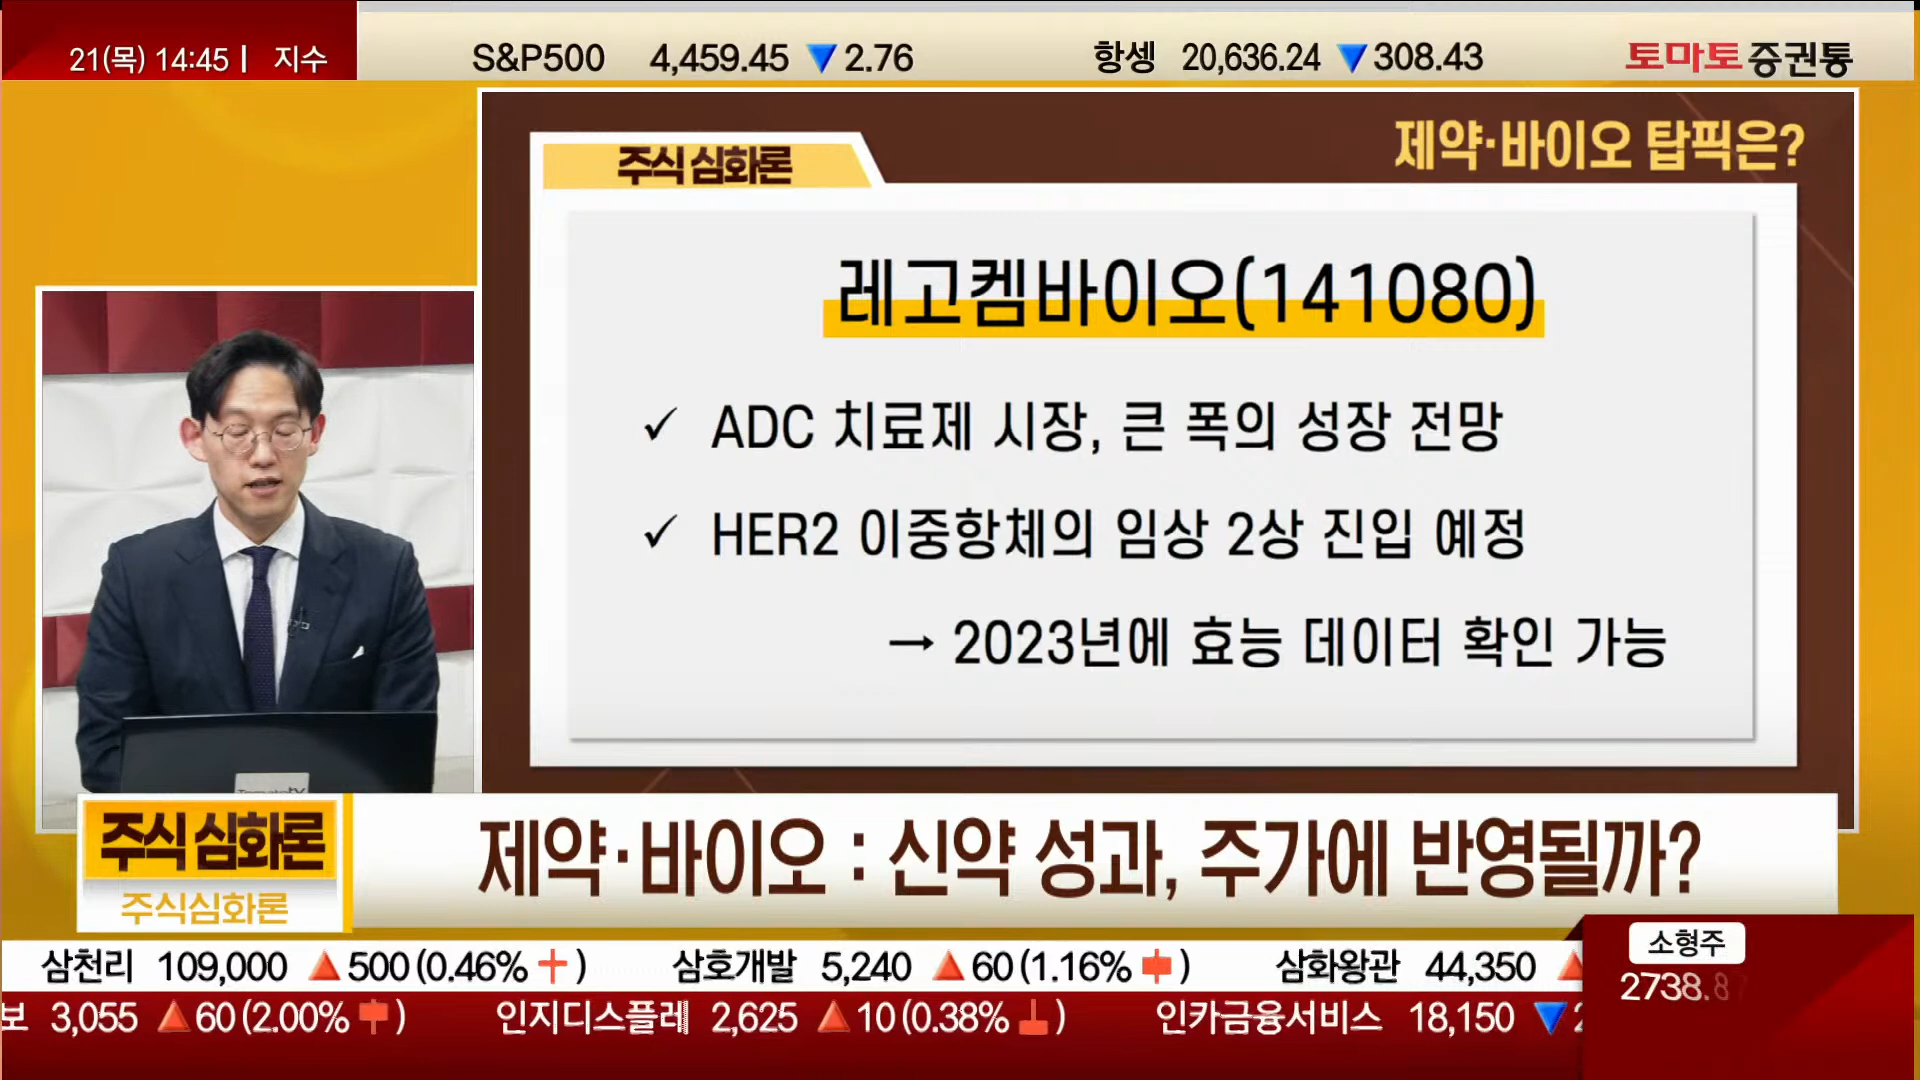 21(목) 14:45 | 지수 S&P500 4,459.45 ▼2.76 항셍 20,636.24 ▼308.43 토마토증권통
제약·바이오 탑픽은?
주식 심화론
레고켐바이오(141080)
✓ ADC 치료제 시장, 큰 폭의 성장 전망
✓ HER2 이중항체의 임상 2상 진입 예정
→ 2023년에 효능 데이터 확인 가능
주식 심화론
주식심화론
제약·바이오 : 신약 성과, 주가에 반영될까?
삼천리 109,000 ▲500(0.46% ) 삼호개발 5,240 ▲60(1.16% ) 삼화왕관 44,350 ▲
보 3,055 ▲60(2.00% ) 인지디스플레 2,625 ▲10(0.38% ) 인카금융서비스 18,150 ▼
소형주
2738.8